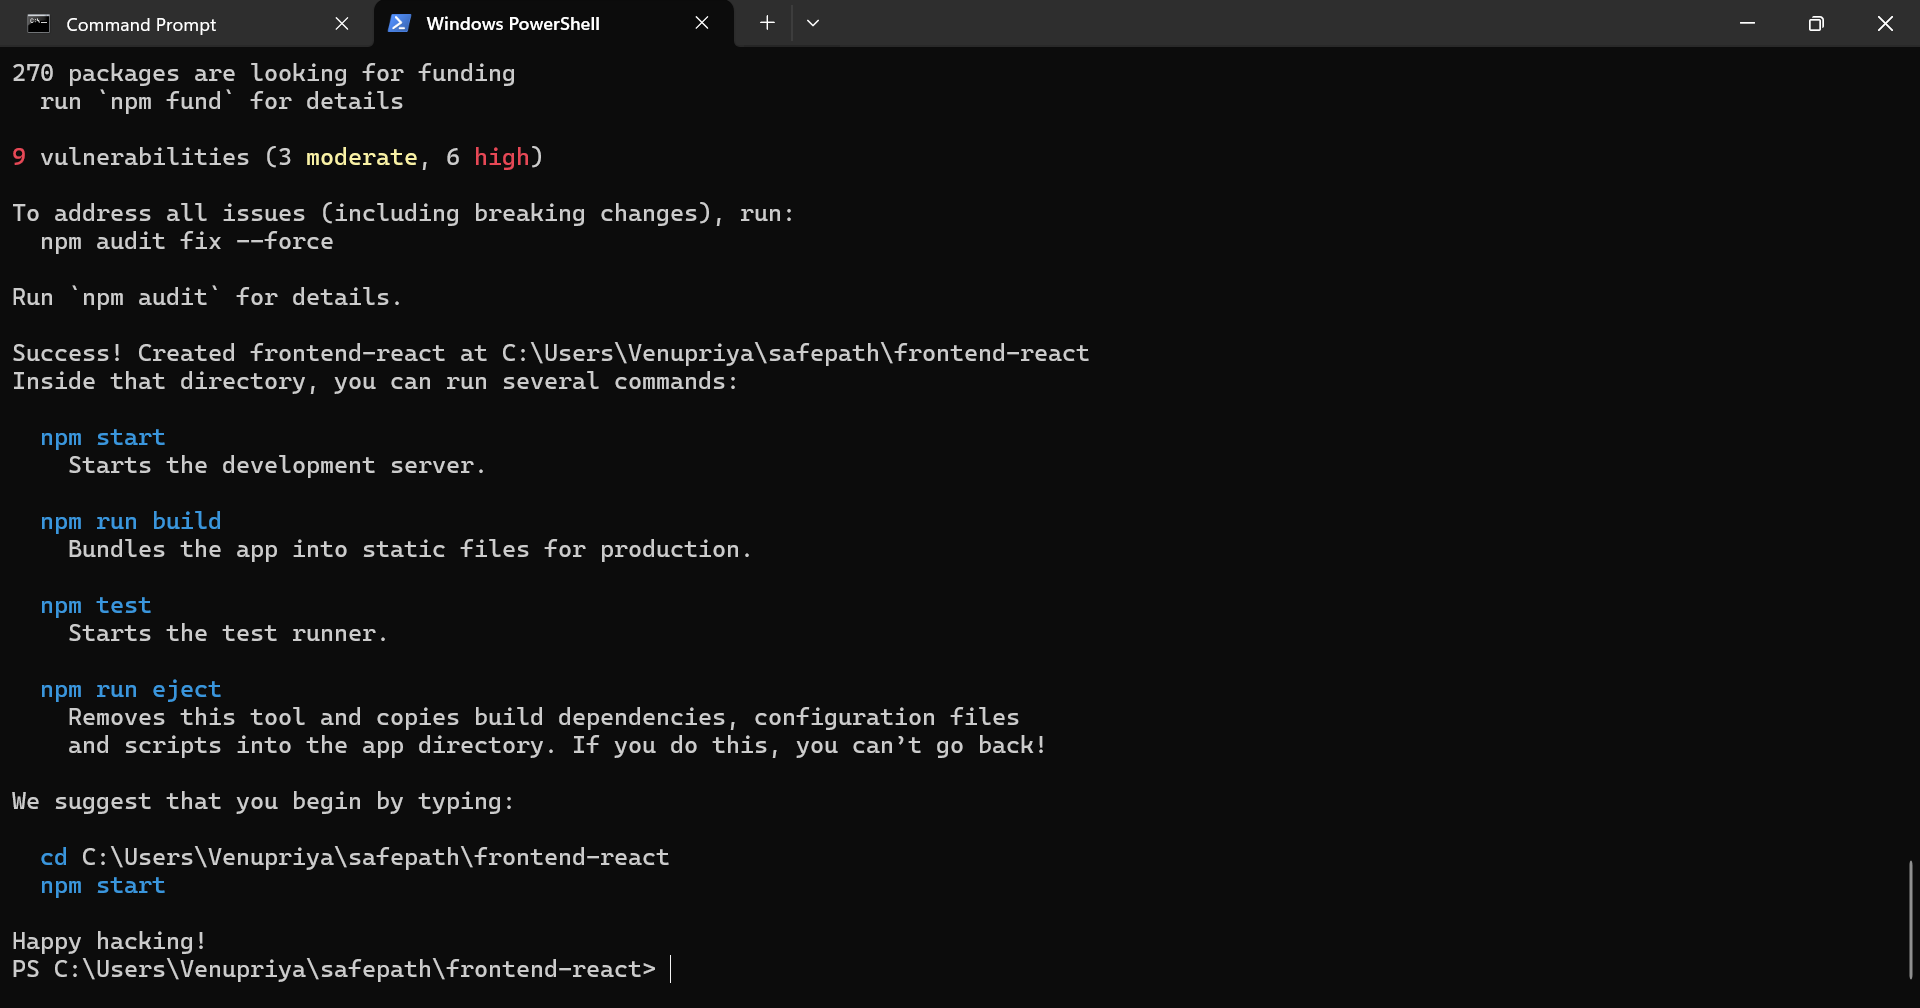 Command Prompt
Windows PowerShell
270 packages are looking for funding
  run `npm fund` for details

9 vulnerabilities (3 moderate, 6 high)

To address all issues (including breaking changes), run:
  npm audit fix --force

Run `npm audit` for details.

Success! Created frontend-react at C:\Users\Venupriya\safepath\frontend-react
Inside that directory, you can run several commands:

  npm start
    Starts the development server.

  npm run build
    Bundles the app into static files for production.

  npm test
    Starts the test runner.

  npm run eject
    Removes this tool and copies build dependencies, configuration files
    and scripts into the app directory. If you do this, you can’t go back!

We suggest that you begin by typing:

  cd C:\Users\Venupriya\safepath\frontend-react
  npm start

Happy hacking!
PS C:\Users\Venupriya\safepath\frontend-react>